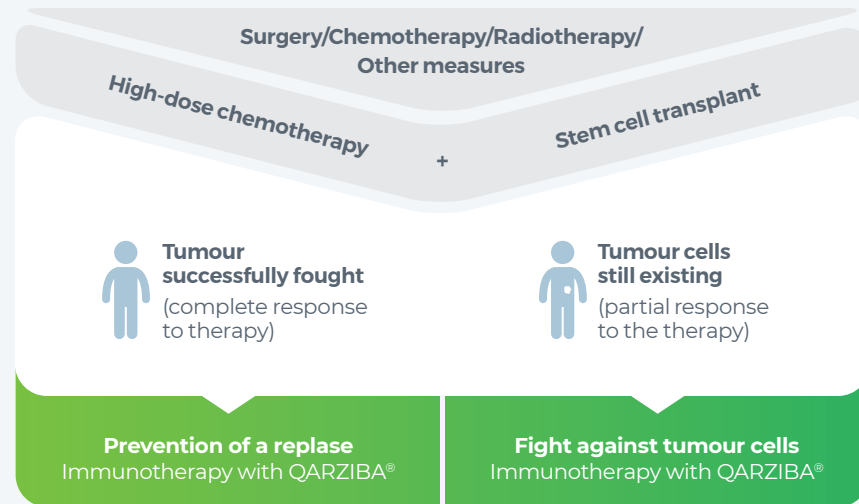 Surgery/Chemotherapy/Radiotherapy/
Other measures
High-dose chemotherapy
+
Stem cell transplant
Tumour
successfully fought
(complete response
to therapy)
Tumour cells
still existing
(partial response
to the therapy)
Prevention of a replase
Immunotherapy with QARZIBA®
Fight against tumour cells
Immunotherapy with QARZIBA®